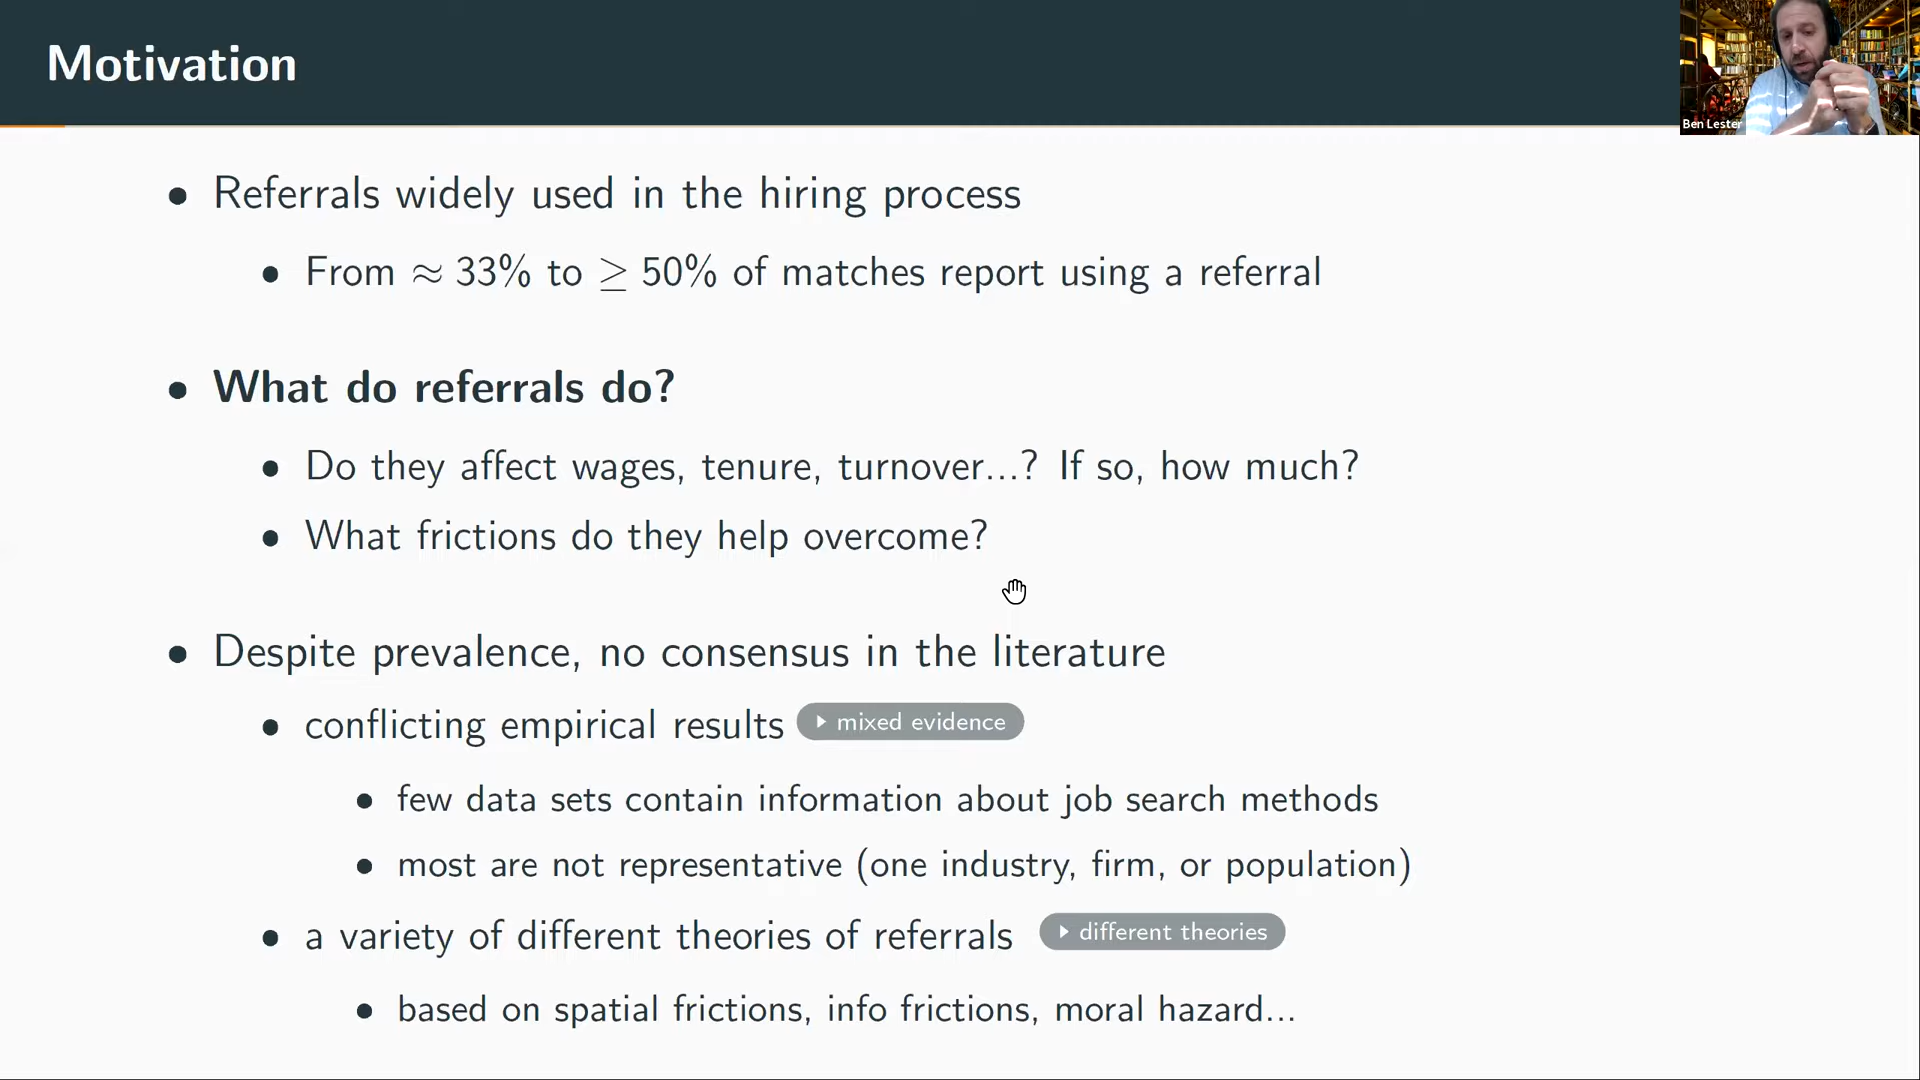 Motivation
Ben Lester
• Referrals widely used in the hiring process
• From ≈ 33% to ≥ 50% of matches report using a referral
• What do referrals do?
• Do they affect wages, tenure, turnover...? If so, how much?
• What frictions do they help overcome?
• Despite prevalence, no consensus in the literature
• conflicting empirical results ▶ mixed evidence
• few data sets contain information about job search methods
• most are not representative (one industry, firm, or population)
• a variety of different theories of referrals ▶ different theories
• based on spatial frictions, info frictions, moral hazard...